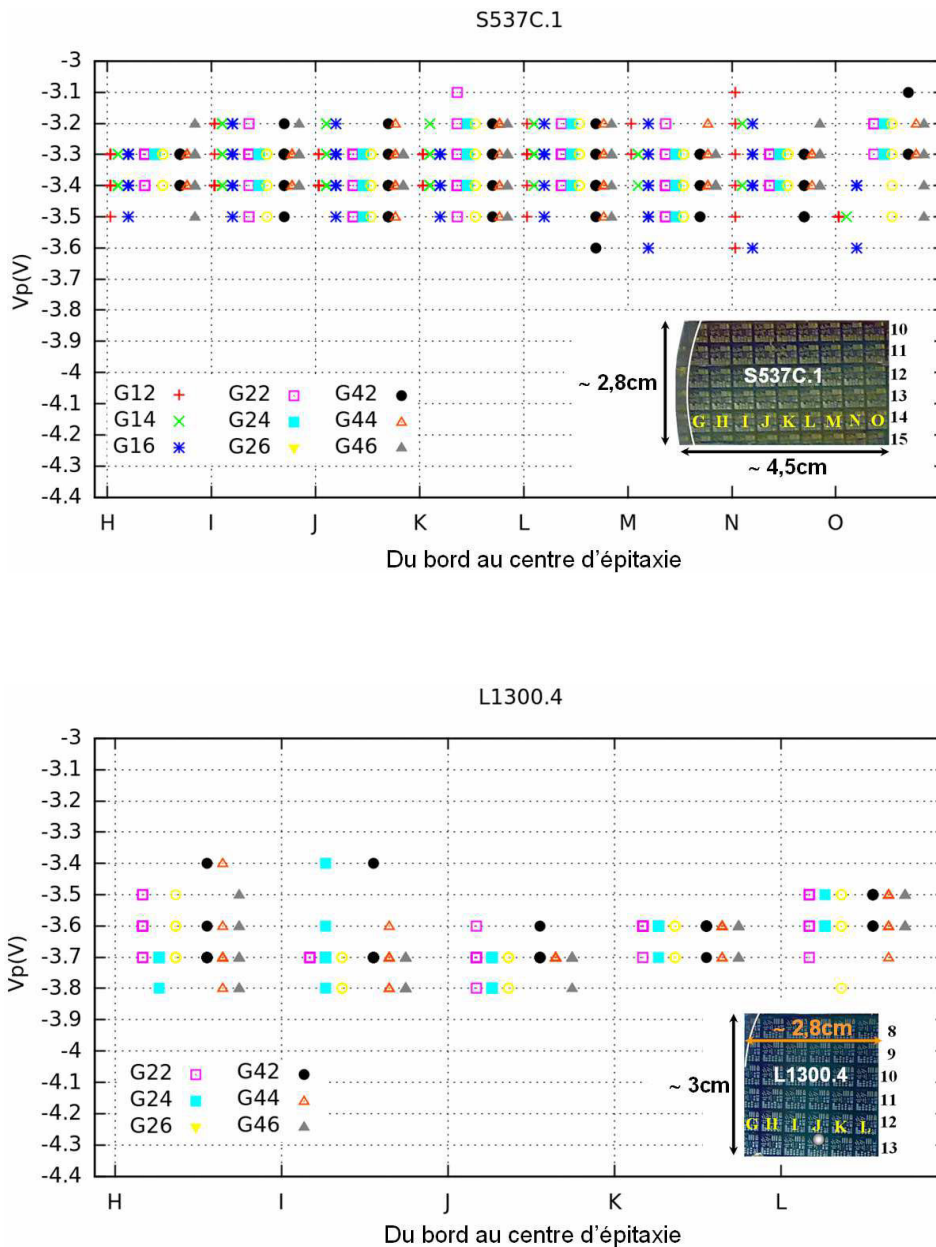 S537C.1
-3
-3.1
-3.2
-3.3
-3.4
-3.5
-3.6
-3.7
-3.8
-3.9
-4
-4.1
-4.2
-4.3
-4.4
Vp(V)
G12 G22 G42
G14 G24 G44
G16 G26 G46
~ 2,8cm
S537C.1
G H I J K L M N O
10
11
12
13
14
15
~ 4,5cm
H I J K L M N O
Du bord au centre d'épitaxie
L1300.4
-3
-3.1
-3.2
-3.3
-3.4
-3.5
-3.6
-3.7
-3.8
-3.9
-4
-4.1
-4.2
-4.3
-4.4
Vp(V)
G22 G42
G24 G44
G26 G46
~ 3cm
~ 2,8cm
L1300.4
G H I J K L
8
9
10
11
12
13
H I J K L
Du bord au centre d'épitaxie